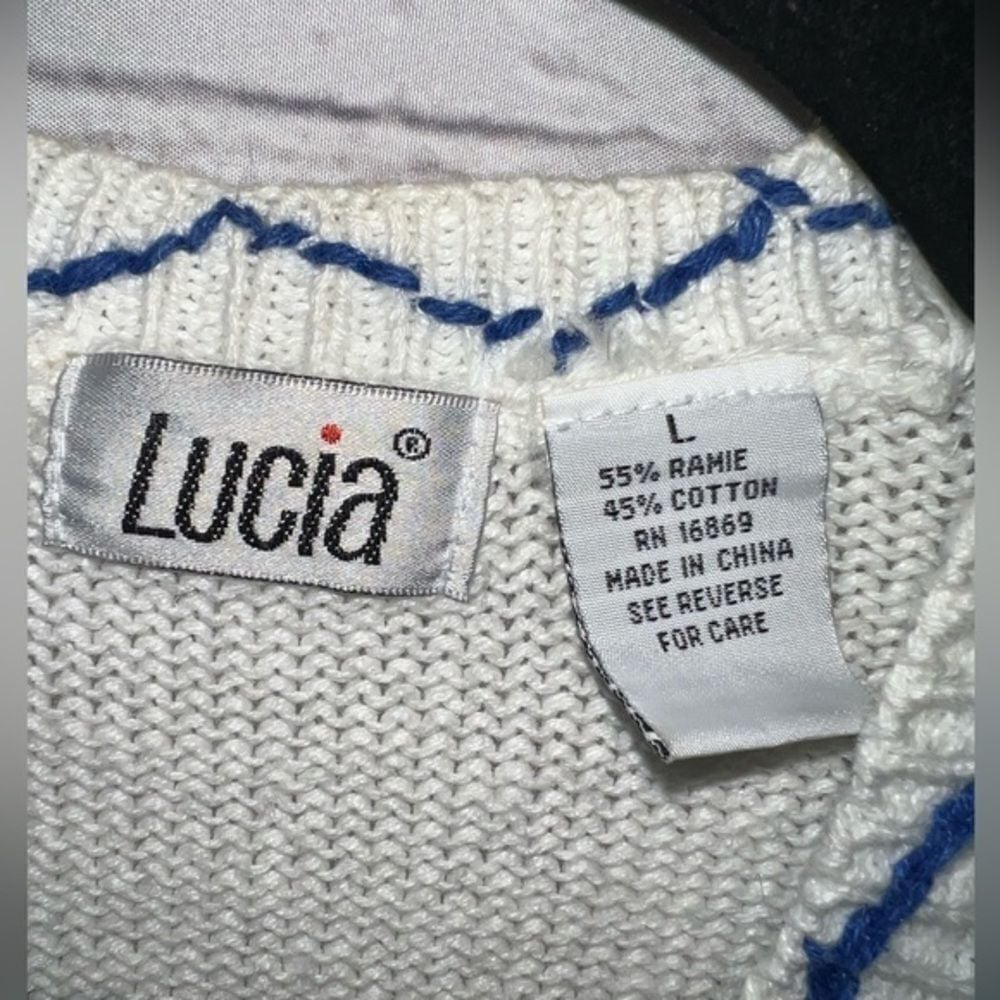 Lucia®
L
55% RAMIE
45% COTTON
RN 16869
MADE IN CHINA
SEE REVERSE
FOR CARE